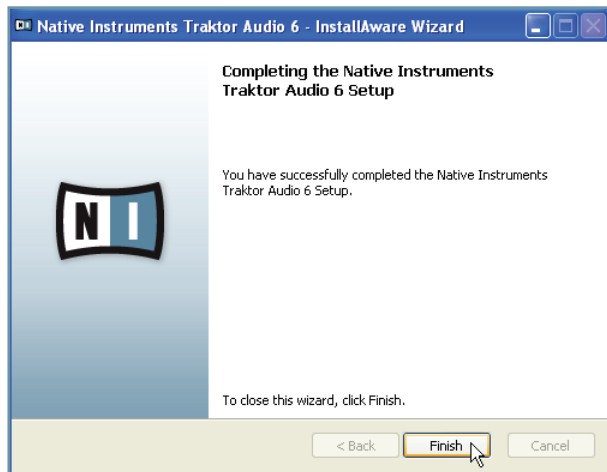 Native Instruments Traktor Audio 6 - InstallAware Wizard
Completing the Native Instruments
Traktor Audio 6 Setup
You have successfully completed the Native Instruments
Traktor Audio 6 Setup.
NI
To close this wizard, click Finish.
< Back Finish Cancel